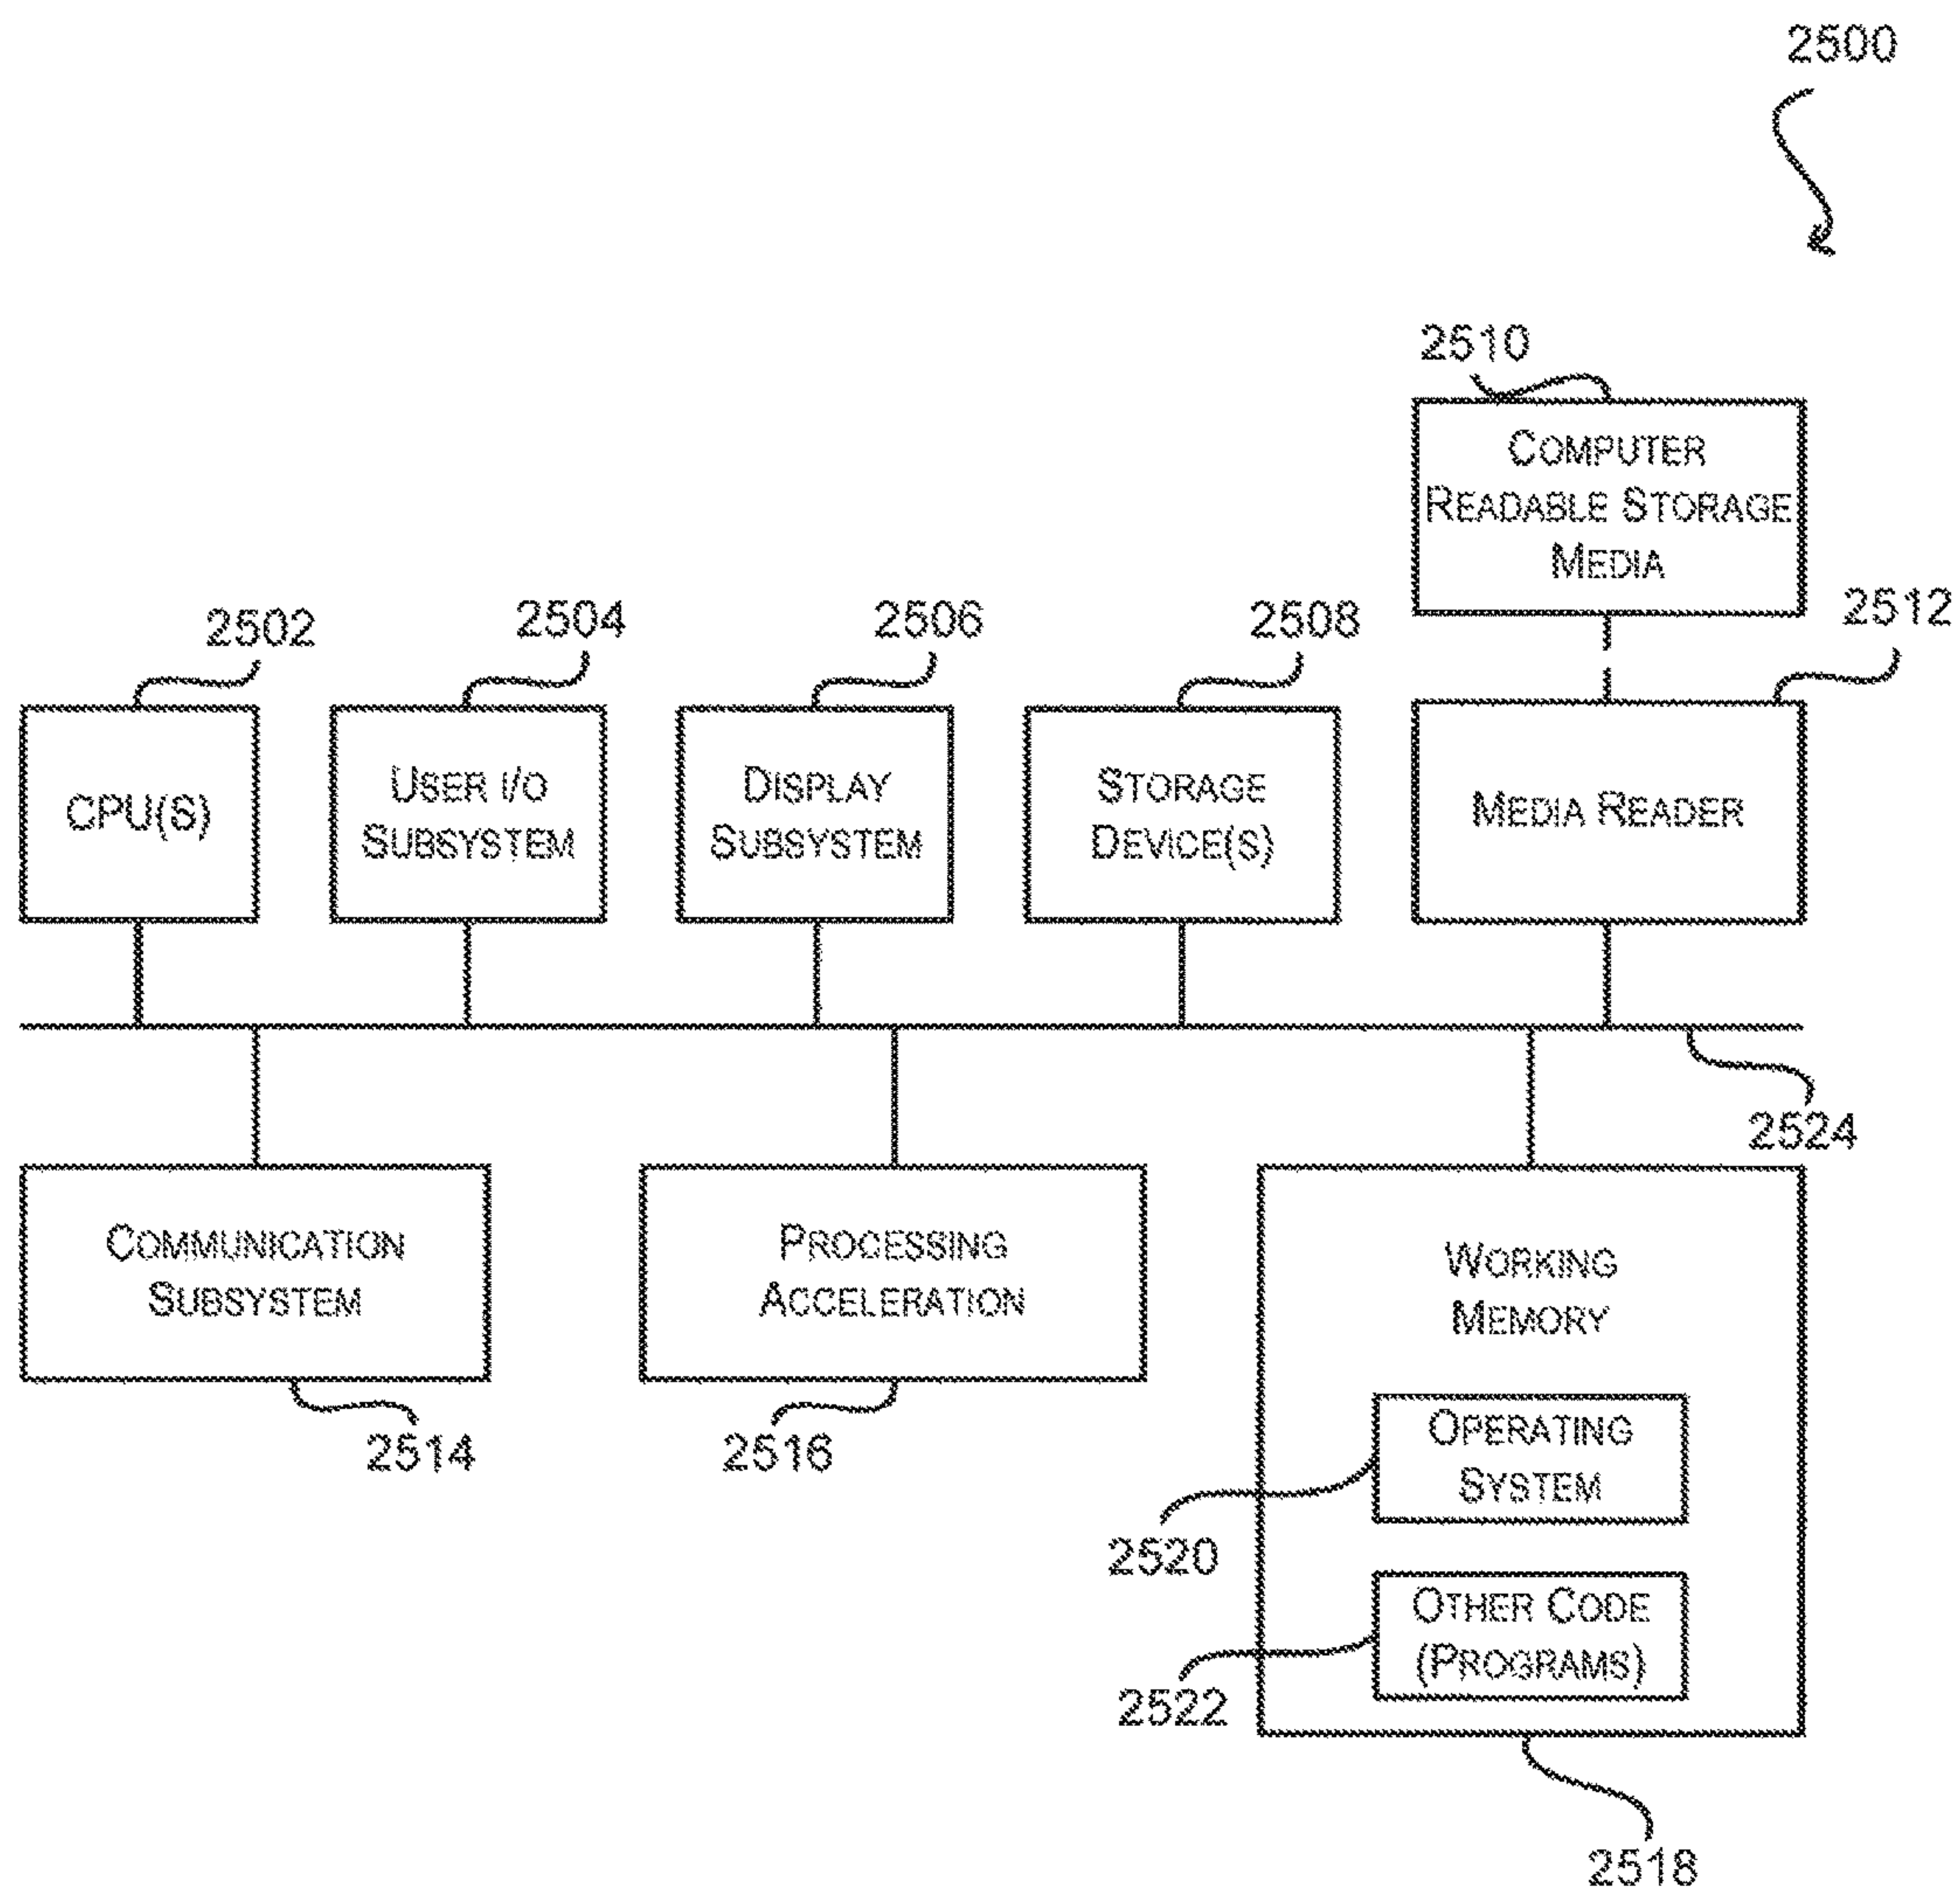 2500
2510
COMPUTER
READABLE STORAGE
MEDIA
2512
2502
2504
2506
2508
CPU(S)
USER I/O
SUBSYSTEM
DISPLAY
SUBSYSTEM
STORAGE
DEVICE(S)
MEDIA READER
2524
COMMUNICATION
SUBSYSTEM
PROCESSING
ACCELERATION
WORKING
MEMORY
2514
2516
OPERATING
SYSTEM
2520
OTHER CODE
(PROGRAMS)
2522
2518